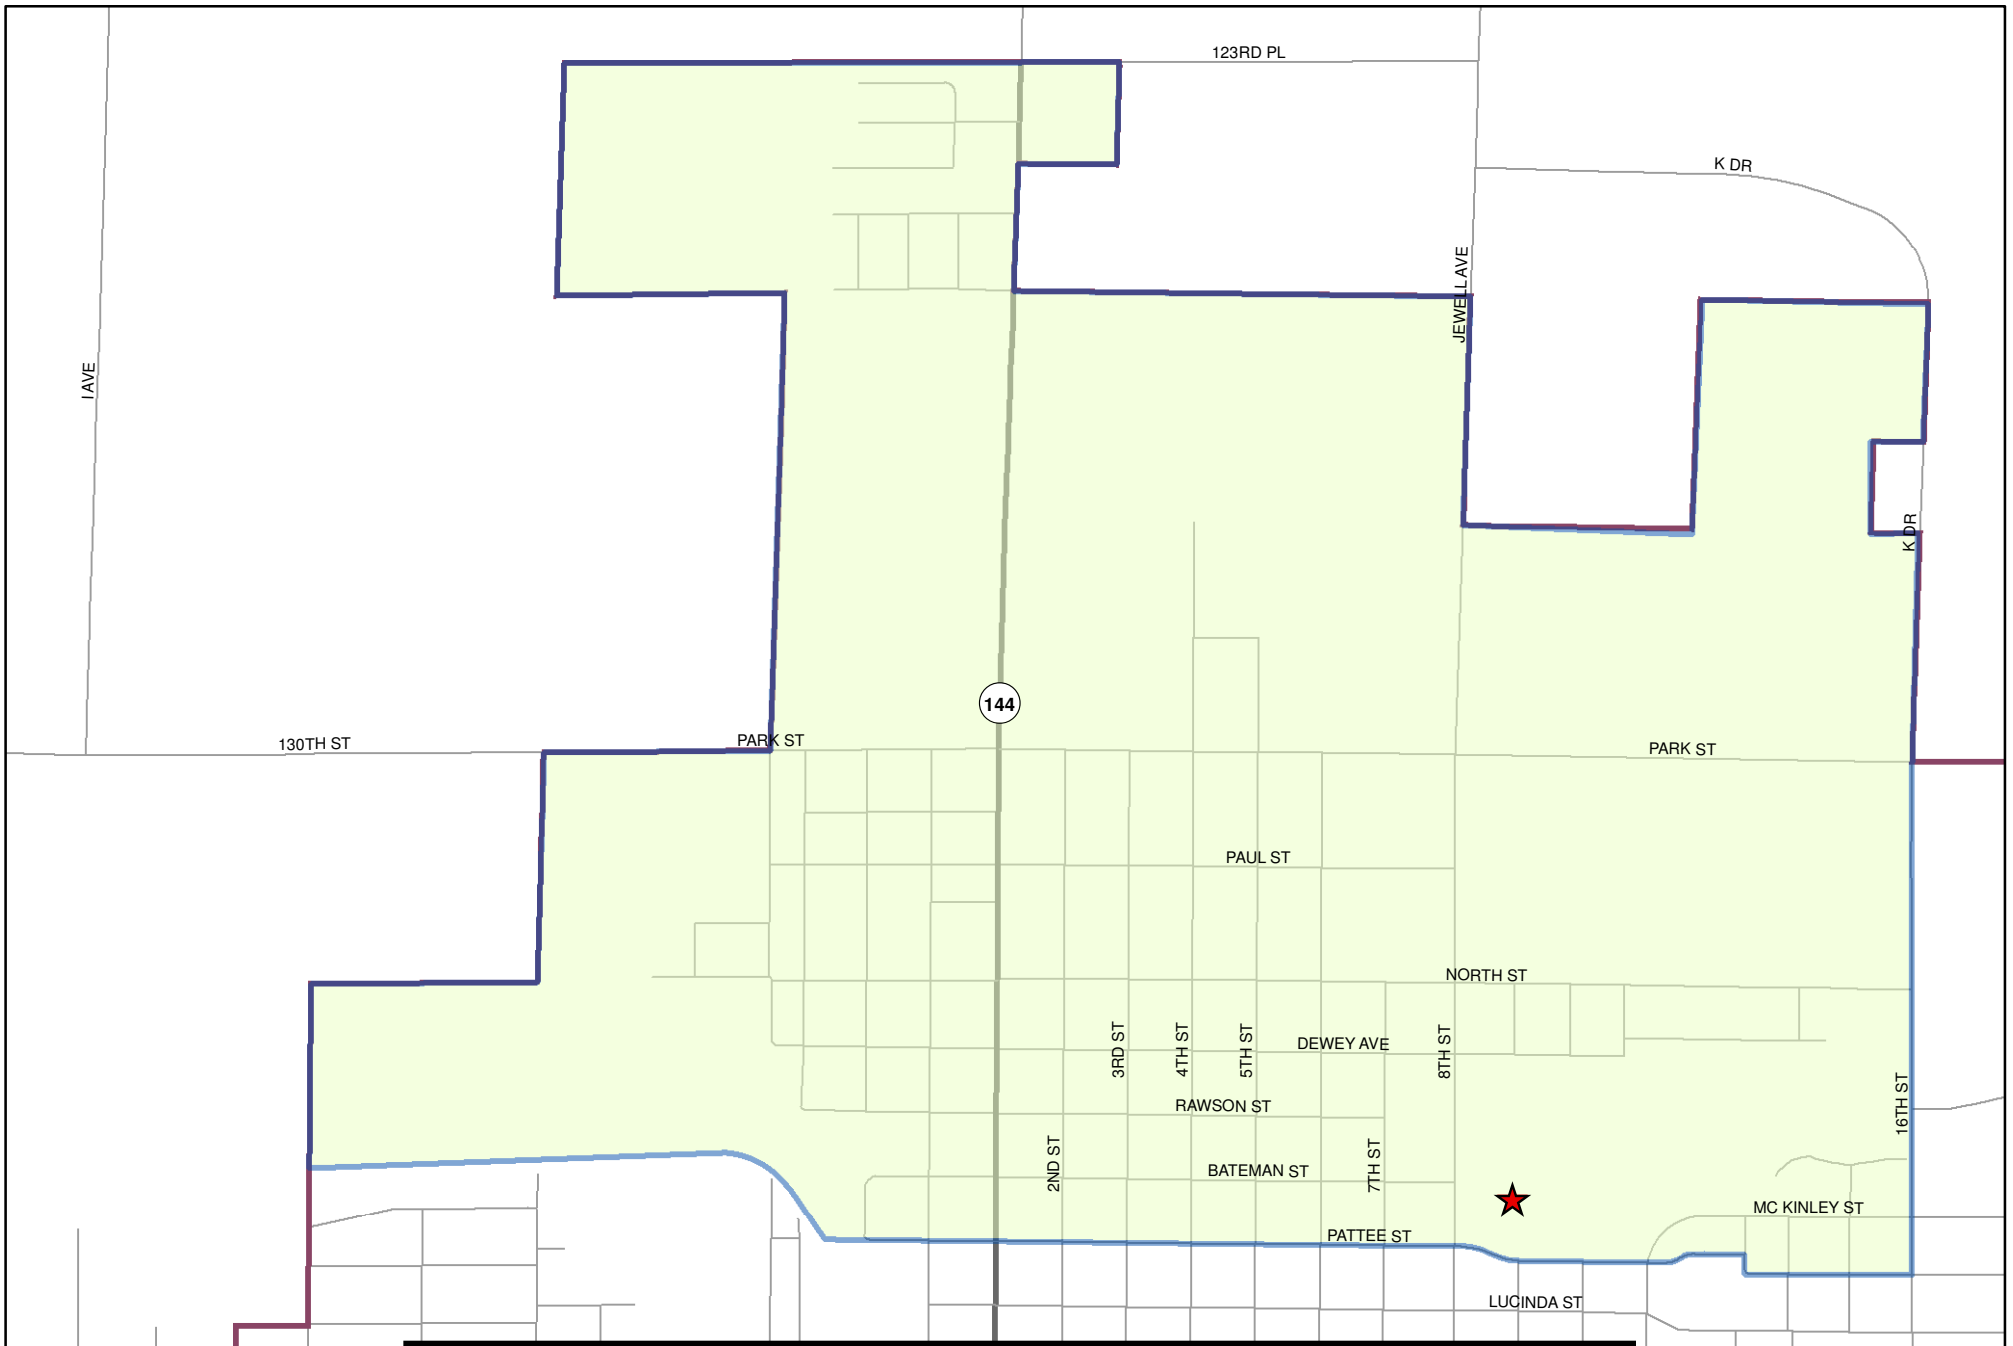 123RD PL
K DR
JEWELL AVE
I AVE
K DR
144
130TH ST
PARK ST
PARK ST
PAUL ST
NORTH ST
3RD ST
4TH ST
5TH ST
DEWEY AVE
8TH ST
16TH ST
RAWSON ST
2ND ST
BATEMAN ST
7TH ST
MC KINLEY ST
PATTEE ST
LUCINDA ST